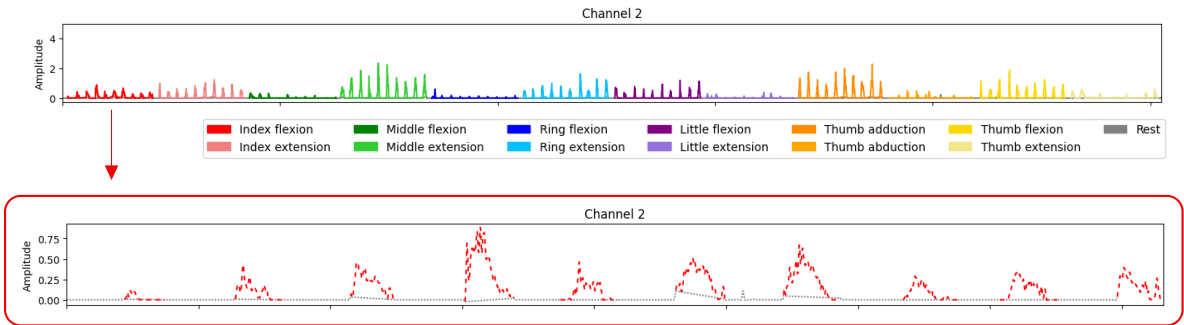 Channel 2
Amplitude
4
2
0
Index flexion Middle flexion Ring flexion Little flexion Thumb adduction Thumb flexion Rest
Index extension Middle extension Ring extension Little extension Thumb abduction Thumb extension
Channel 2
Amplitude
0.75
0.50
0.25
0.00